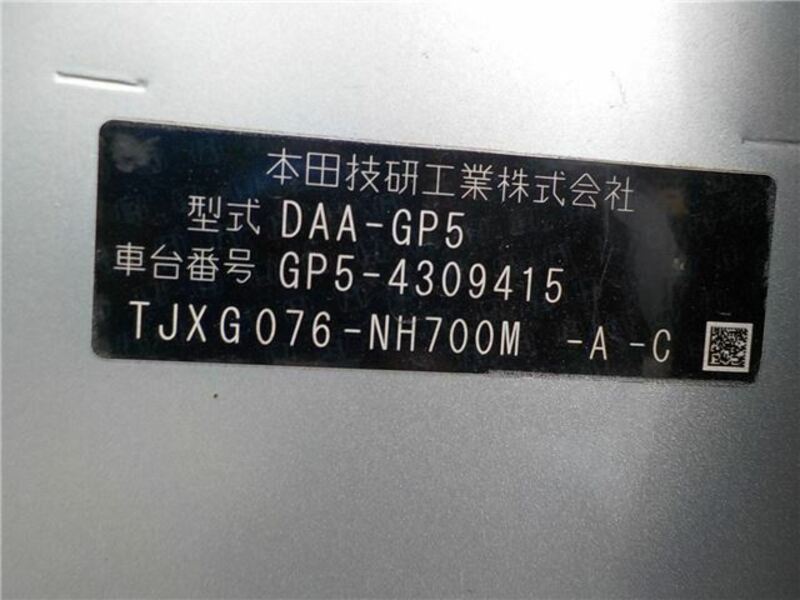 本田技研工業株式会社
型式 DAA-GP5
車台番号 GP5-4309415
TJXG076-NH700M -A -C